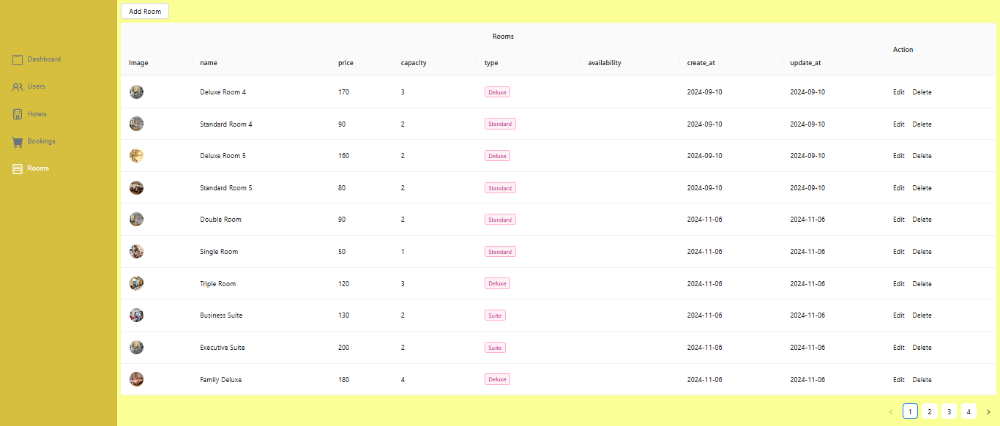 Dashboard
Users
Hotels
Bookings
Rooms
Add Room
Rooms
Action
Image name price capacity type availability create_at update_at
Deluxe Room 4 170 3 Deluxe 2024-09-10 2024-09-10 Edit Delete
Standard Room 4 90 2 Standard 2024-09-10 2024-09-10 Edit Delete
Deluxe Room 5 160 2 Deluxe 2024-09-10 2024-09-10 Edit Delete
Standard Room 5 80 2 Standard 2024-09-10 2024-09-10 Edit Delete
Double Room 90 2 Standard 2024-11-06 2024-11-06 Edit Delete
Single Room 50 1 Standard 2024-11-06 2024-11-06 Edit Delete
Triple Room 120 3 Deluxe 2024-11-06 2024-11-06 Edit Delete
Business Suite 130 2 Suite 2024-11-06 2024-11-06 Edit Delete
Executive Suite 200 2 Suite 2024-11-06 2024-11-06 Edit Delete
Family Deluxe 180 4 Deluxe 2024-11-06 2024-11-06 Edit Delete
< 1 2 3 4 >